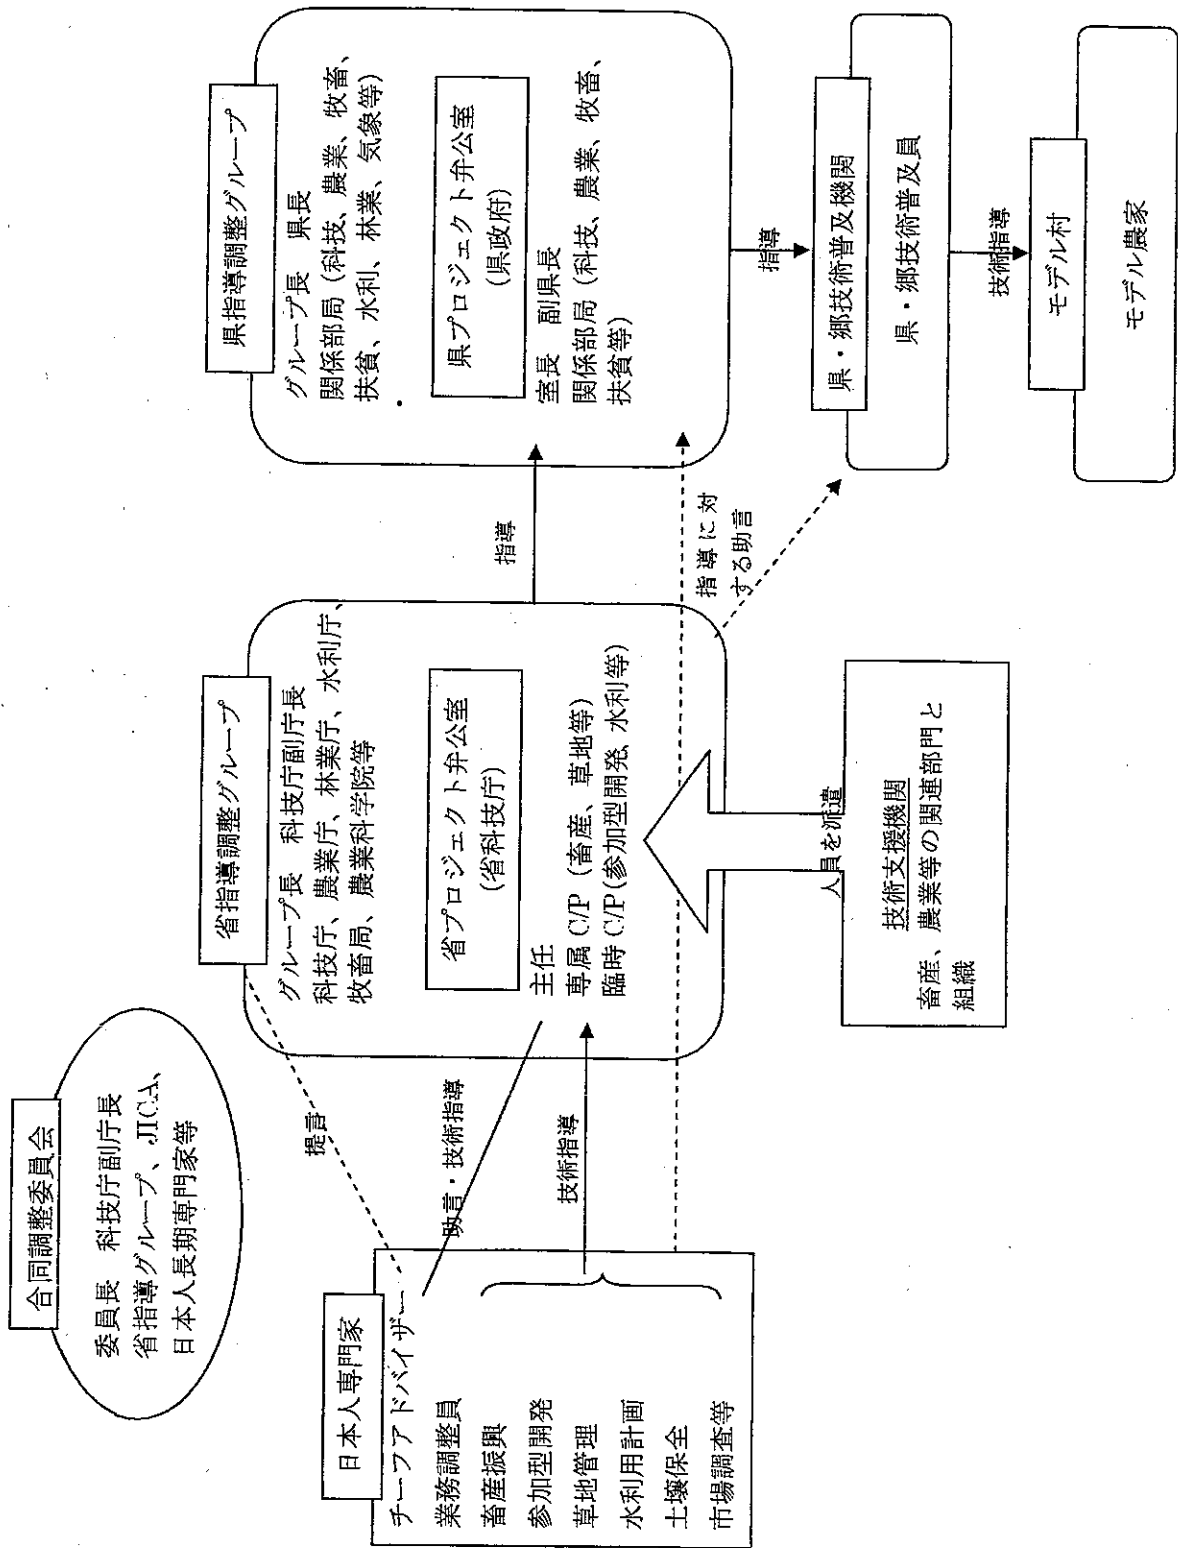 合同調整委員会
委員長　科技庁副庁長
省指導グループ、JICA、
日本人長期専門家等
日本人専門家
チーフアドバイザー
業務調整員
畜産振興
参加型開発
草地管理
水利用計画
土壌保全
市場調査等
提言
助言・技術指導
技術指導
省指導調整グループ
グループ長　科技庁副庁長
科技庁、農業庁、林業庁、水利庁、
牧畜局、農業科学院等
省プロジェクト弁公室
(省科技庁)
主任
専属 C/P (畜産、草地等)
臨時 C/P (参加型開発 水利等)
人員を派遣
技術支援機関
畜産、農業等の関連部門と
組織
指導
指導に対
する助言
県指導調整グループ
グループ長　県長
関係部局 (科技、農業、牧畜、
扶貧、水利、林業、気象等)
県プロジェクト弁公室
(県政府)
室長　副県長
関係部局 (科技、農業、牧畜、
扶貧等)
指導
県・郷技術普及機関
県・郷技術普及員
技術指導
モデル村
モデル農家